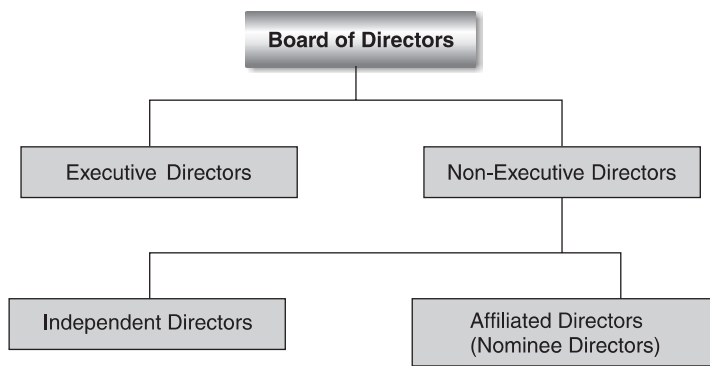 Board of Directors
Executive Directors
Non-Executive Directors
Independent Directors
Affiliated Directors
(Nominee Directors)